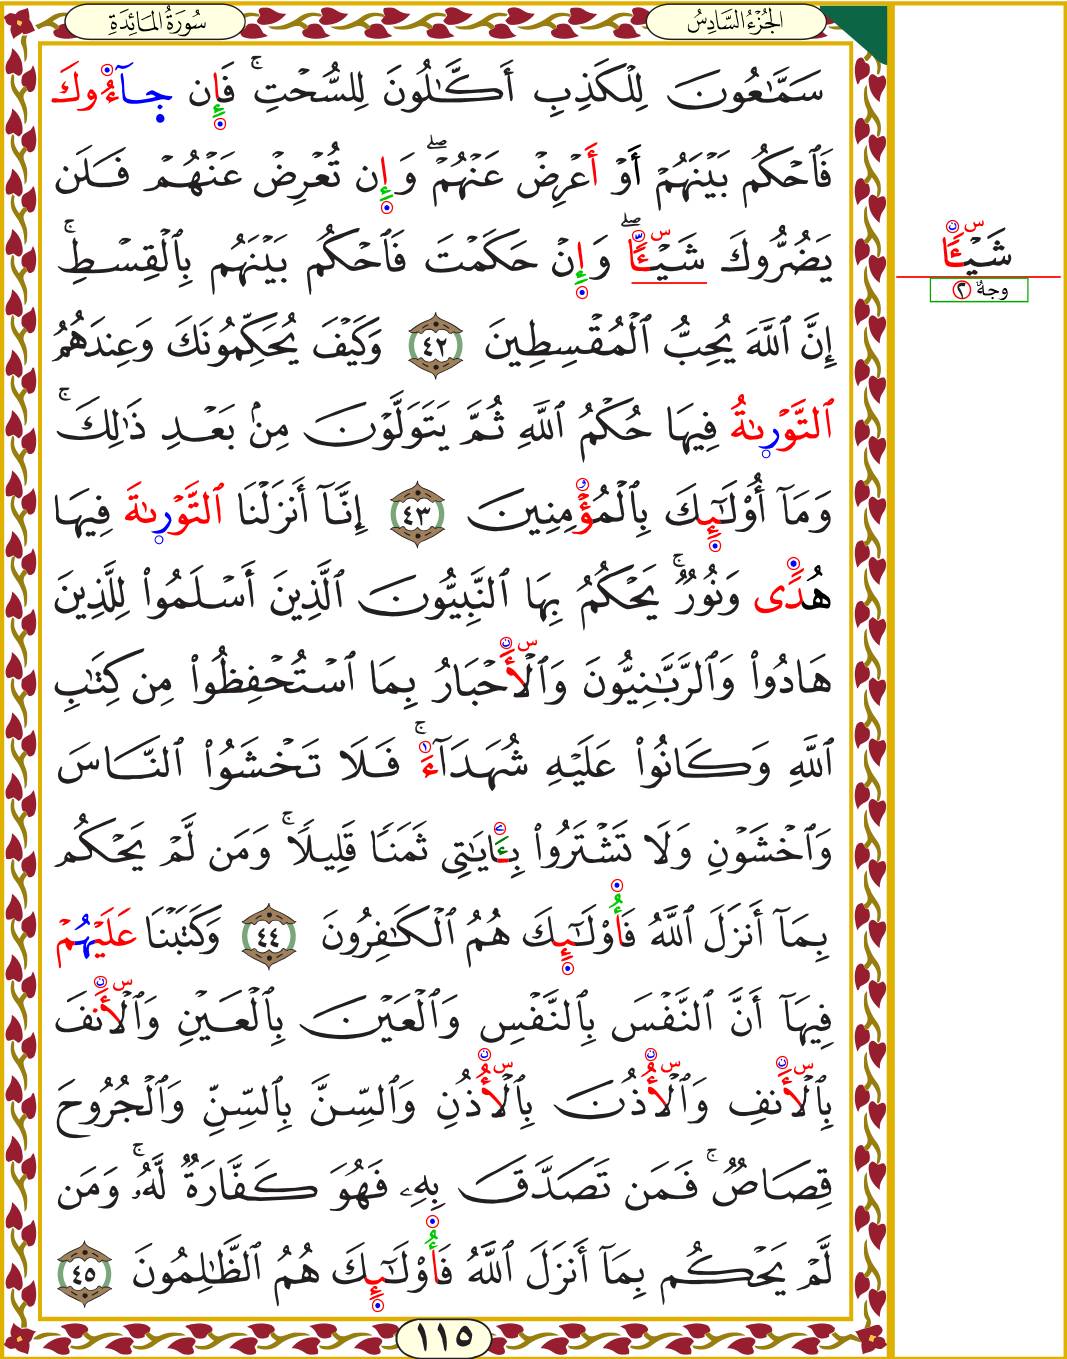 الجُزْءُ السَّادِسُ
سُورَةُ المَائِدَةِ
سَمَّٰعُونَ لِلْكَذِبِ أَكَّٰلُونَ لِلسُّحْتِ ۚ فَإِن جَآءُوكَ
فَٱحْكُم بَيْنَهُمْ أَوْ أَعْرِضْ عَنْهُمْ ۖ وَإِن تُعْرِضْ عَنْهُمْ فَلَن
يَضُرُّوكَ شَيْـًٔا ۖ وَإِنْ حَكَمْتَ فَٱحْكُم بَيْنَهُم بِٱلْقِسْطِ ۚ
إِنَّ ٱللَّهَ يُحِبُّ ٱلْمُقْسِطِينَ ٤٢ وَكَيْفَ يُحَكِّمُونَكَ وَعِندَهُمُ
ٱلتَّوْرَىٰةُ فِيهَا حُكْمُ ٱللَّهِ ثُمَّ يَتَوَلَّوْنَ مِنۢ بَعْدِ ذَٰلِكَ ۚ
وَمَآ أُو۟لَـٰٓئِكَ بِٱلْمُؤْمِنِينَ ٤٣ إِنَّآ أَنزَلْنَا ٱلتَّوْرَىٰةَ فِيهَا
هُدًى وَنُورٌ ۚ يَحْكُمُ بِهَا ٱلنَّبِيُّونَ ٱلَّذِينَ أَسْلَمُوا۟ لِلَّذِينَ
هَادُوا۟ وَٱلرَّبَّـٰنِيُّونَ وَٱلْأَحْبَارُ بِمَا ٱسْتُحْفِظُوا۟ مِن كِتَـٰبِ
ٱللَّهِ وَكَانُوا۟ عَلَيْهِ شُهَدَآءَ ۚ فَلَا تَخْشَوُا۟ ٱلنَّاسَ
وَٱخْشَوْنِ وَلَا تَشْتَرُوا۟ بِـَٔايَـٰتِى ثَمَنًا قَلِيلًا ۚ وَمَن لَّمْ يَحْكُم
بِمَآ أَنزَلَ ٱللَّهُ فَأُو۟لَـٰٓئِكَ هُمُ ٱلْكَـٰفِرُونَ ٤٤ وَكَتَبْنَا عَلَيْهِمْ
فِيهَآ أَنَّ ٱلنَّفْسَ بِٱلنَّفْسِ وَٱلْعَيْنَ بِٱلْعَيْنِ وَٱلْأَنفَ
بِٱلْأَنفِ وَٱلْأُذُنَ بِٱلْأُذُنِ وَٱلسِّنَّ بِٱلسِّنِّ وَٱلْجُرُوحَ
قِصَاصٌ ۚ فَمَن تَصَدَّقَ بِهِۦ فَهُوَ كَفَّارَةٌ لَّهُۥ ۚ وَمَن
لَّمْ يَحْكُم بِمَآ أَنزَلَ ٱللَّهُ فَأُو۟لَـٰٓئِكَ هُمُ ٱلظَّـٰلِمُونَ ٤٥
١١٥
شَيْـًٔا
وجهٌ ٢